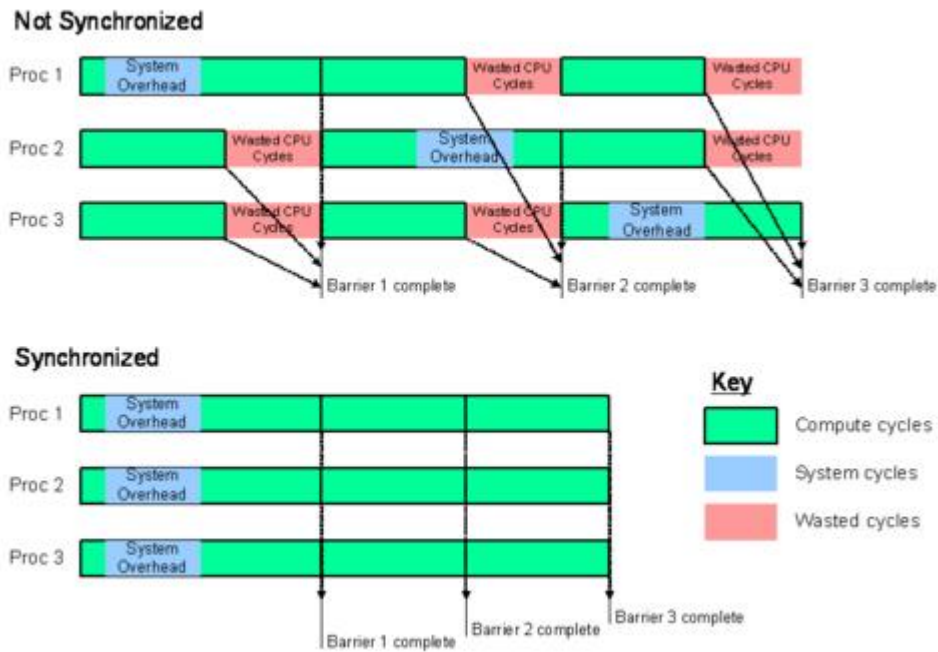 Not Synchronized
Proc 1
System
Overhead
Wasted CPU
Cycles
Wasted CPU
Cycles
Proc 2
Wasted CPU
Cycles
System
Overhead
Wasted CPU
Cycles
Proc 3
Wasted CPU
Cycles
Wasted CPU
Cycles
System
Overhead
Barrier 1 complete
Barrier 2 complete
Barrier 3 complete
Synchronized
Proc 1
System
Overhead
Proc 2
System
Overhead
Proc 3
System
Overhead
Barrier 1 complete
Barrier 2 complete
Barrier 3 complete
Key
Compute cycles
System cycles
Wasted cycles